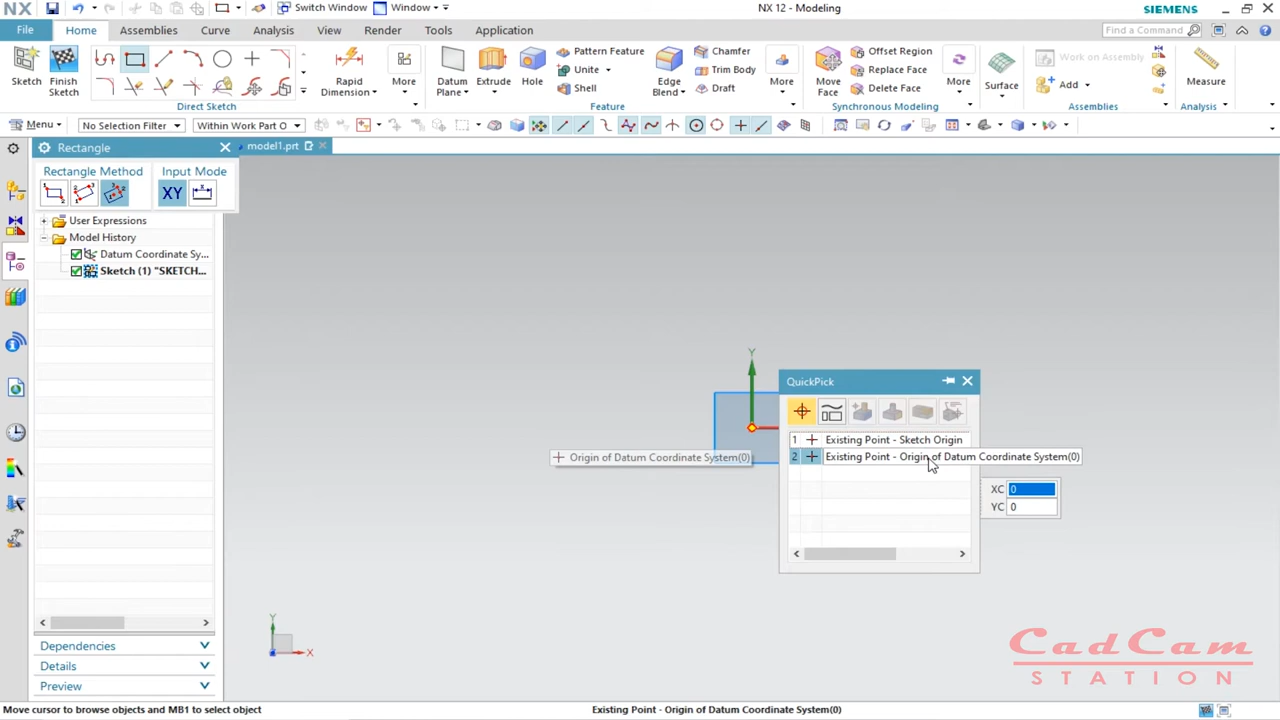 NX
Switch Window
Window
NX 12 - Modeling
SIEMENS
File
Home
Assemblies
Curve
Analysis
View
Render
Tools
Application
Find a Command
Sketch
Finish Sketch
Rapid Dimension
More
Direct Sketch
Datum Plane
Extrude
Hole
Pattern Feature
Unite
Shell
Edge Blend
Chamfer
Trim Body
Draft
More
Feature
Move Face
Offset Region
Replace Face
Delete Face
More
Synchronous Modeling
Surface
Work on Assembly
Add
Assemblies
Measure
Analysis
Menu
No Selection Filter
Within Work Part O
Rectangle
model1.prt
Rectangle Method
Input Mode
XY
User Expressions
Model History
Datum Coordinate Sy...
Sketch (1) "SKETCH...
Y
QuickPick
1 Existing Point - Sketch Origin
2 Existing Point - Origin of Datum Coordinate System(0)
Origin of Datum Coordinate System(0)
XC 0
YC 0
Y
X
Dependencies
Details
Preview
CadCam
STATION
Move cursor to browse objects and MB1 to select object
Existing Point - Origin of Datum Coordinate System(0)